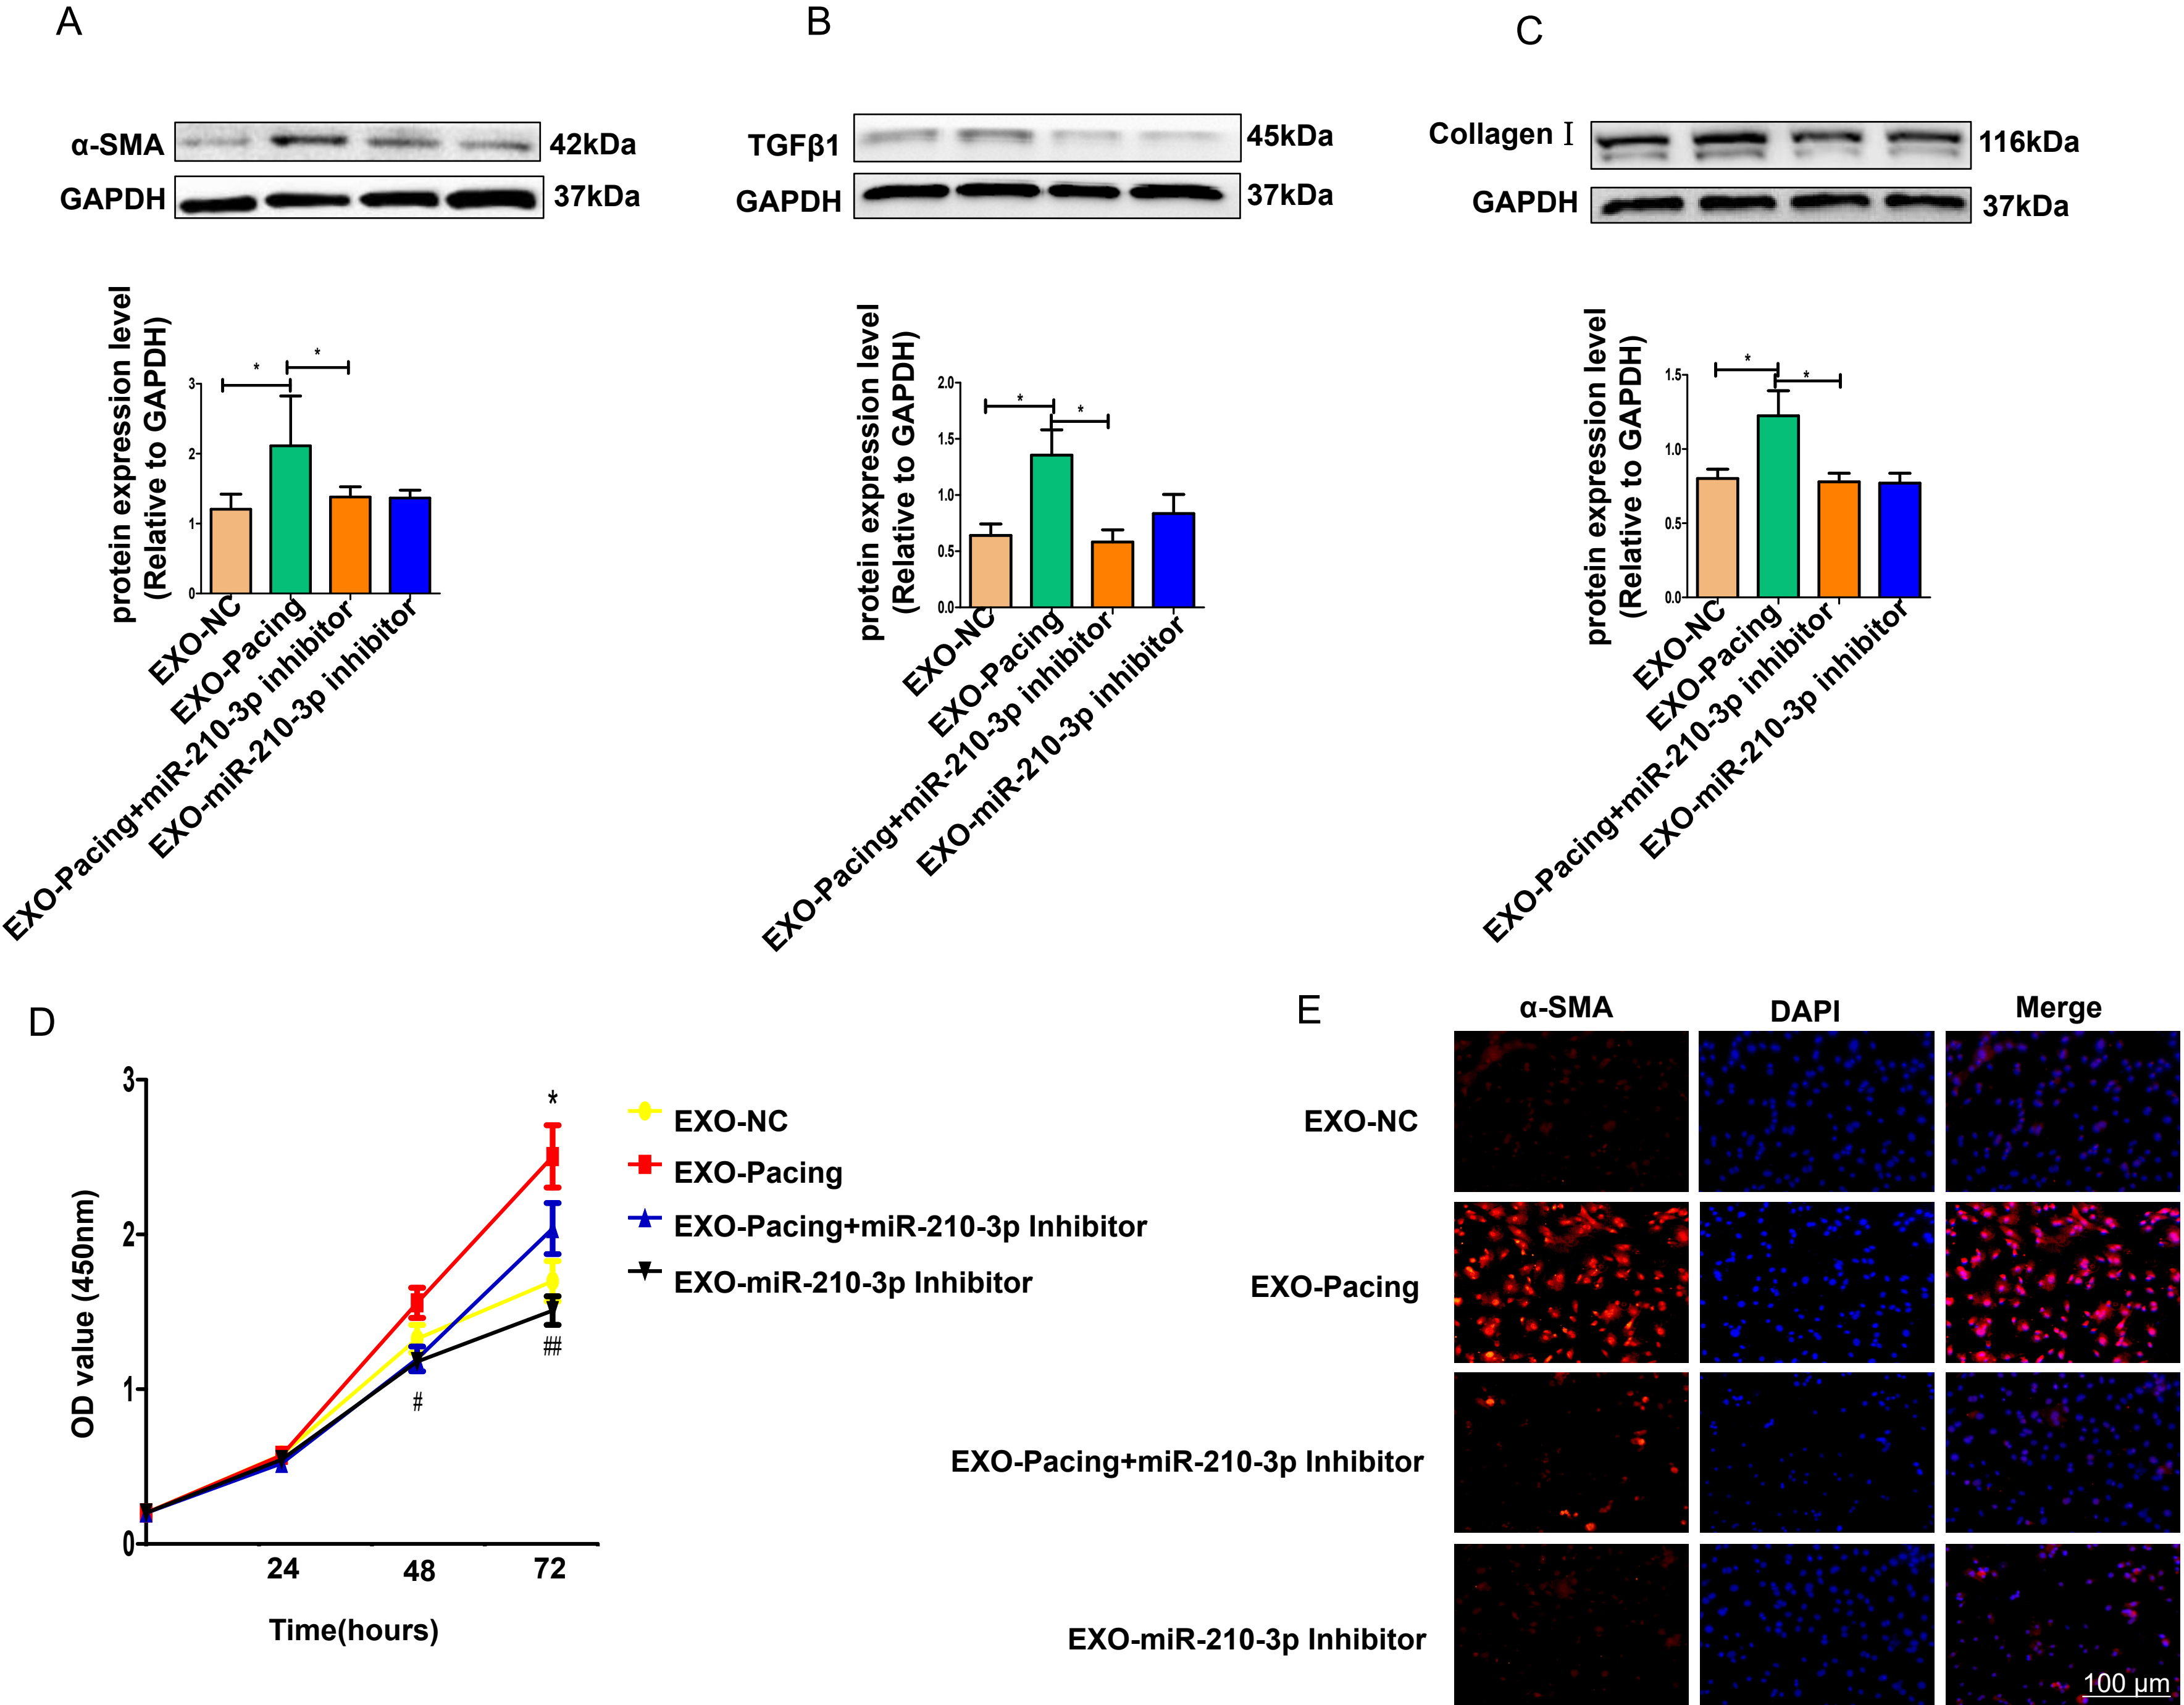 A
B
C
α-SMA
42kDa
GAPDH
37kDa
TGFβ1
45kDa
GAPDH
37kDa
Collagen Ⅰ
116kDa
GAPDH
37kDa
protein expression level
(Relative to GAPDH)
3
2
1
0
*
*
EXO-NC
EXO-Pacing
EXO-Pacing+miR-210-3p inhibitor
EXO-miR-210-3p inhibitor
protein expression level
(Relative to GAPDH)
2.0
1.5
1.0
0.5
0.0
*
*
EXO-NC
EXO-Pacing
EXO-Pacing+miR-210-3p inhibitor
EXO-miR-210-3p inhibitor
protein expression level
(Relative to GAPDH)
1.5
1.0
0.5
0.0
*
*
EXO-NC
EXO-Pacing
EXO-Pacing+miR-210-3p inhibitor
EXO-miR-210-3p inhibitor
D
OD value (450nm)
3
2
1
0
*
#
##
24
48
72
Time(hours)
EXO-NC
EXO-Pacing
EXO-Pacing+miR-210-3p Inhibitor
EXO-miR-210-3p Inhibitor
E
α-SMA
DAPI
Merge
EXO-NC
EXO-Pacing
EXO-Pacing+miR-210-3p Inhibitor
EXO-miR-210-3p Inhibitor
100 μm